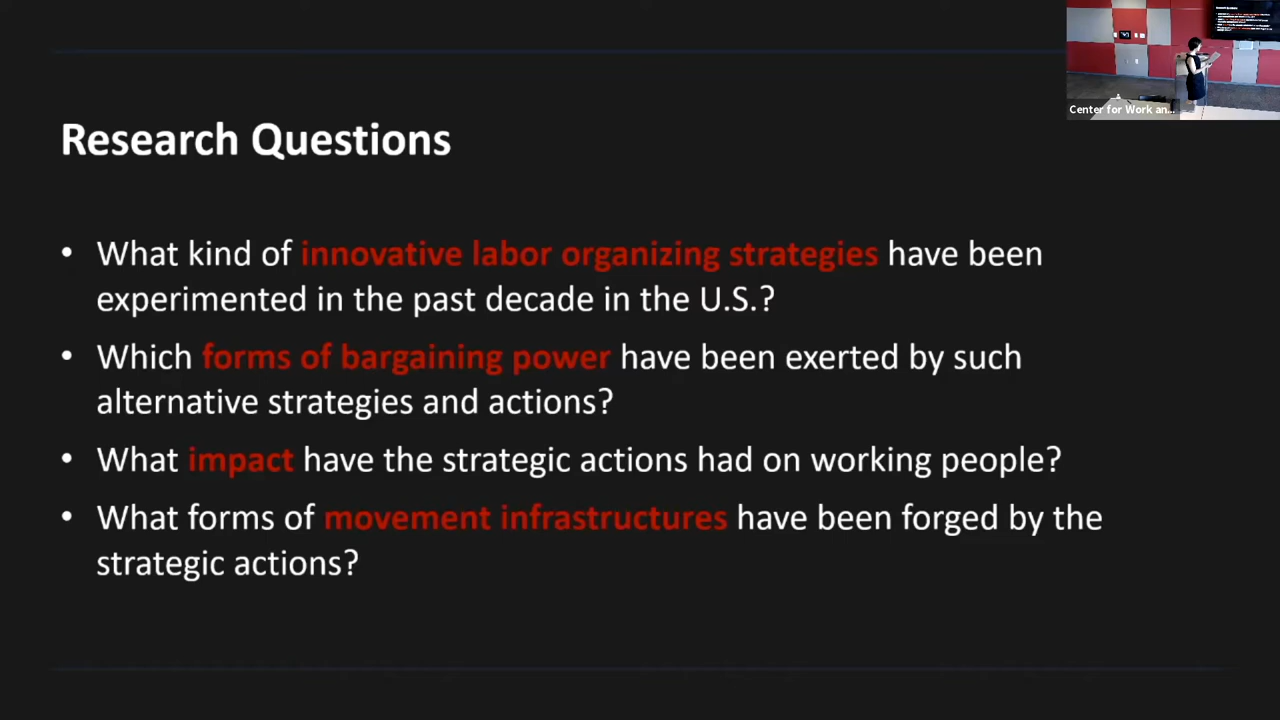 Center for Work an...
Research Questions
• What kind of innovative labor organizing strategies have been
experimented in the past decade in the U.S.?
• Which forms of bargaining power have been exerted by such
alternative strategies and actions?
• What impact have the strategic actions had on working people?
• What forms of movement infrastructures have been forged by the
strategic actions?